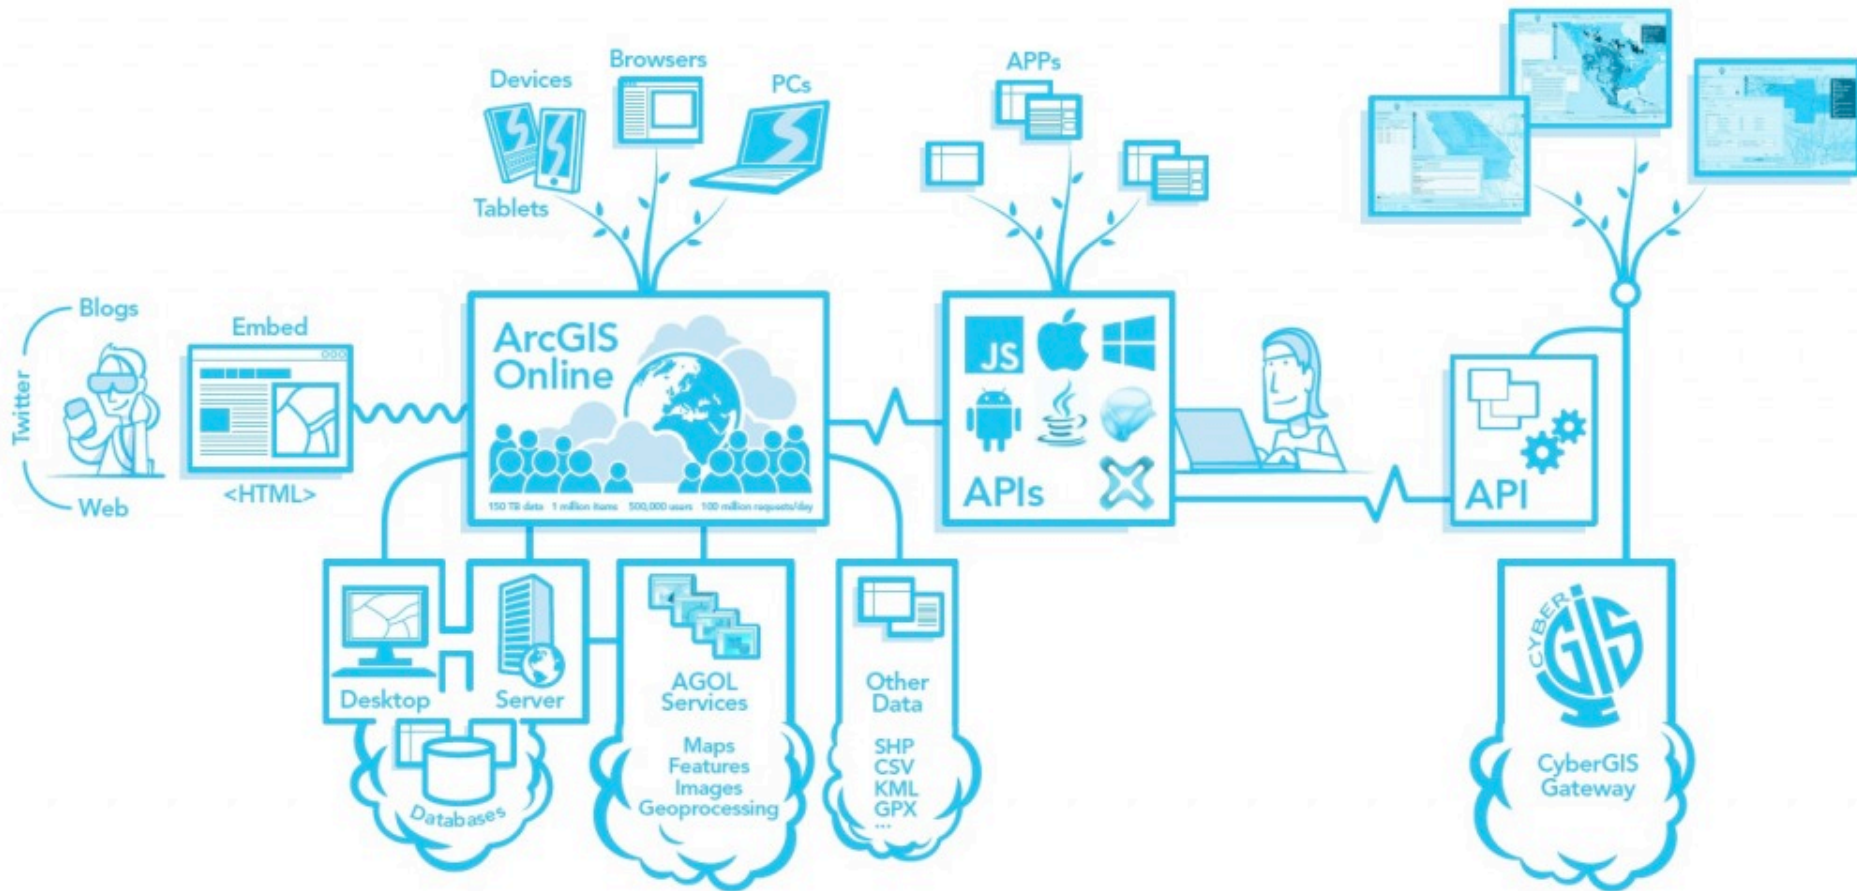 Devices
Browsers
PCs
Tablets
APPs
Blogs
Twitter
Web
Embed
<HTML>
ArcGIS
Online
150 TB data 1 million items 500,000 users 100 million requests/day
JS
APIs
API
Desktop
Server
Databases
AGOL
Services
Maps
Features
Images
Geoprocessing
Other
Data
SHP
CSV
KML
GPX
...
CYBER
GIS
CyberGIS
Gateway